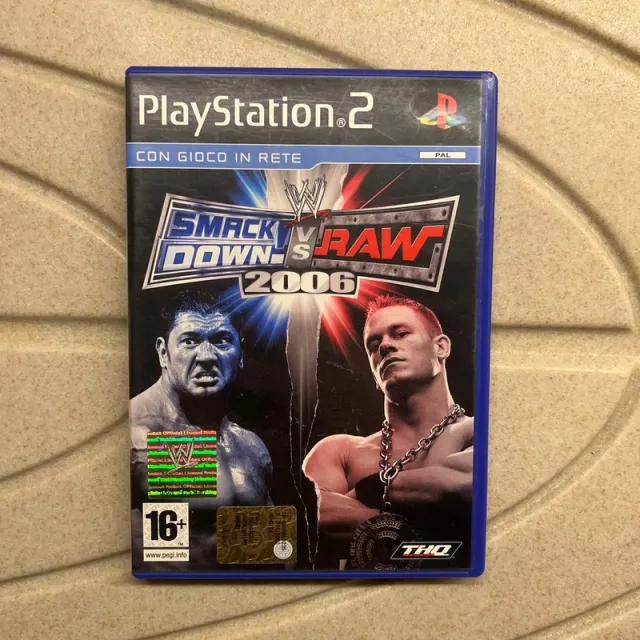 PlayStation®2
CON GIOCO IN RETE
PAL
W
SMACK
DOWN!
VS
RAW
2006
W
16+
www.pegi.info
THQ